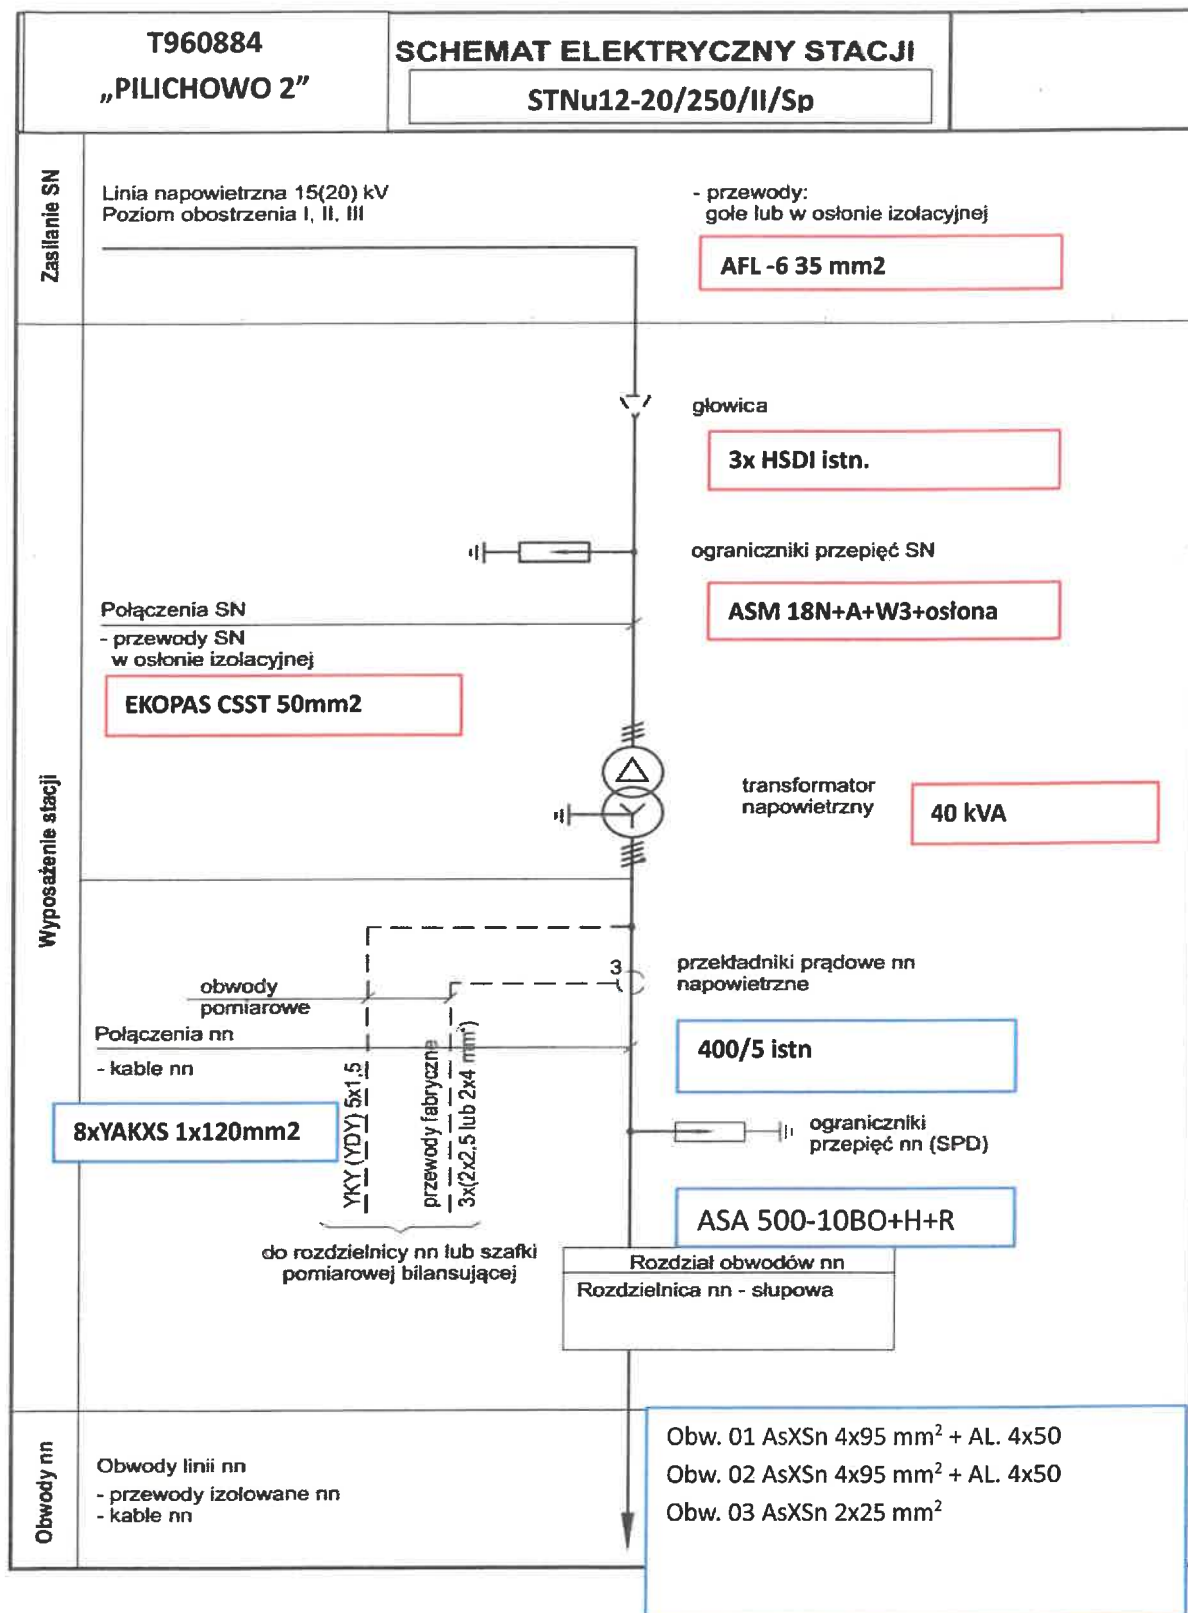 T960884
„PILICHOWO 2”
SCHEMAT ELEKTRYCZNY STACJI
STNu12-20/250/II/Sp
Zasilanie SN
Linia napowietrzna 15(20) kV
Poziom obostrzenia I, II, III
- przewody:
gołe lub w osłonie izolacyjnej
AFL -6 35 mm2
Wyposażenie stacji
głowica
3x HSDI istn.
ograniczniki przepięć SN
ASM 18N+A+W3+osłona
Połączenia SN
- przewody SN
w osłonie izolacyjnej
EKOPAS CSST 50mm2
transformator
napowietrzny
40 kVA
3
przekładniki prądowe nn
napowietrzne
400/5 istn
obwody
pomiarowe
Połączenia nn
- kable nn
8xYAKXS 1x120mm2
YKY (YDY) 5x1,5
przewody fabryczne
3x(2x2,5 lub 2x4 mm²)
ograniczniki
przepięć nn (SPD)
ASA 500-10BO+H+R
do rozdzielnicy nn lub szafki
pomiarowej bilansującej
Rozdział obwodów nn
Rozdzielnica nn - słupowa
Obwody nn
Obwody linii nn
- przewody izolowane nn
- kable nn
Obw. 01 AsXSn 4x95 mm² + AL. 4x50
Obw. 02 AsXSn 4x95 mm² + AL. 4x50
Obw. 03 AsXSn 2x25 mm²